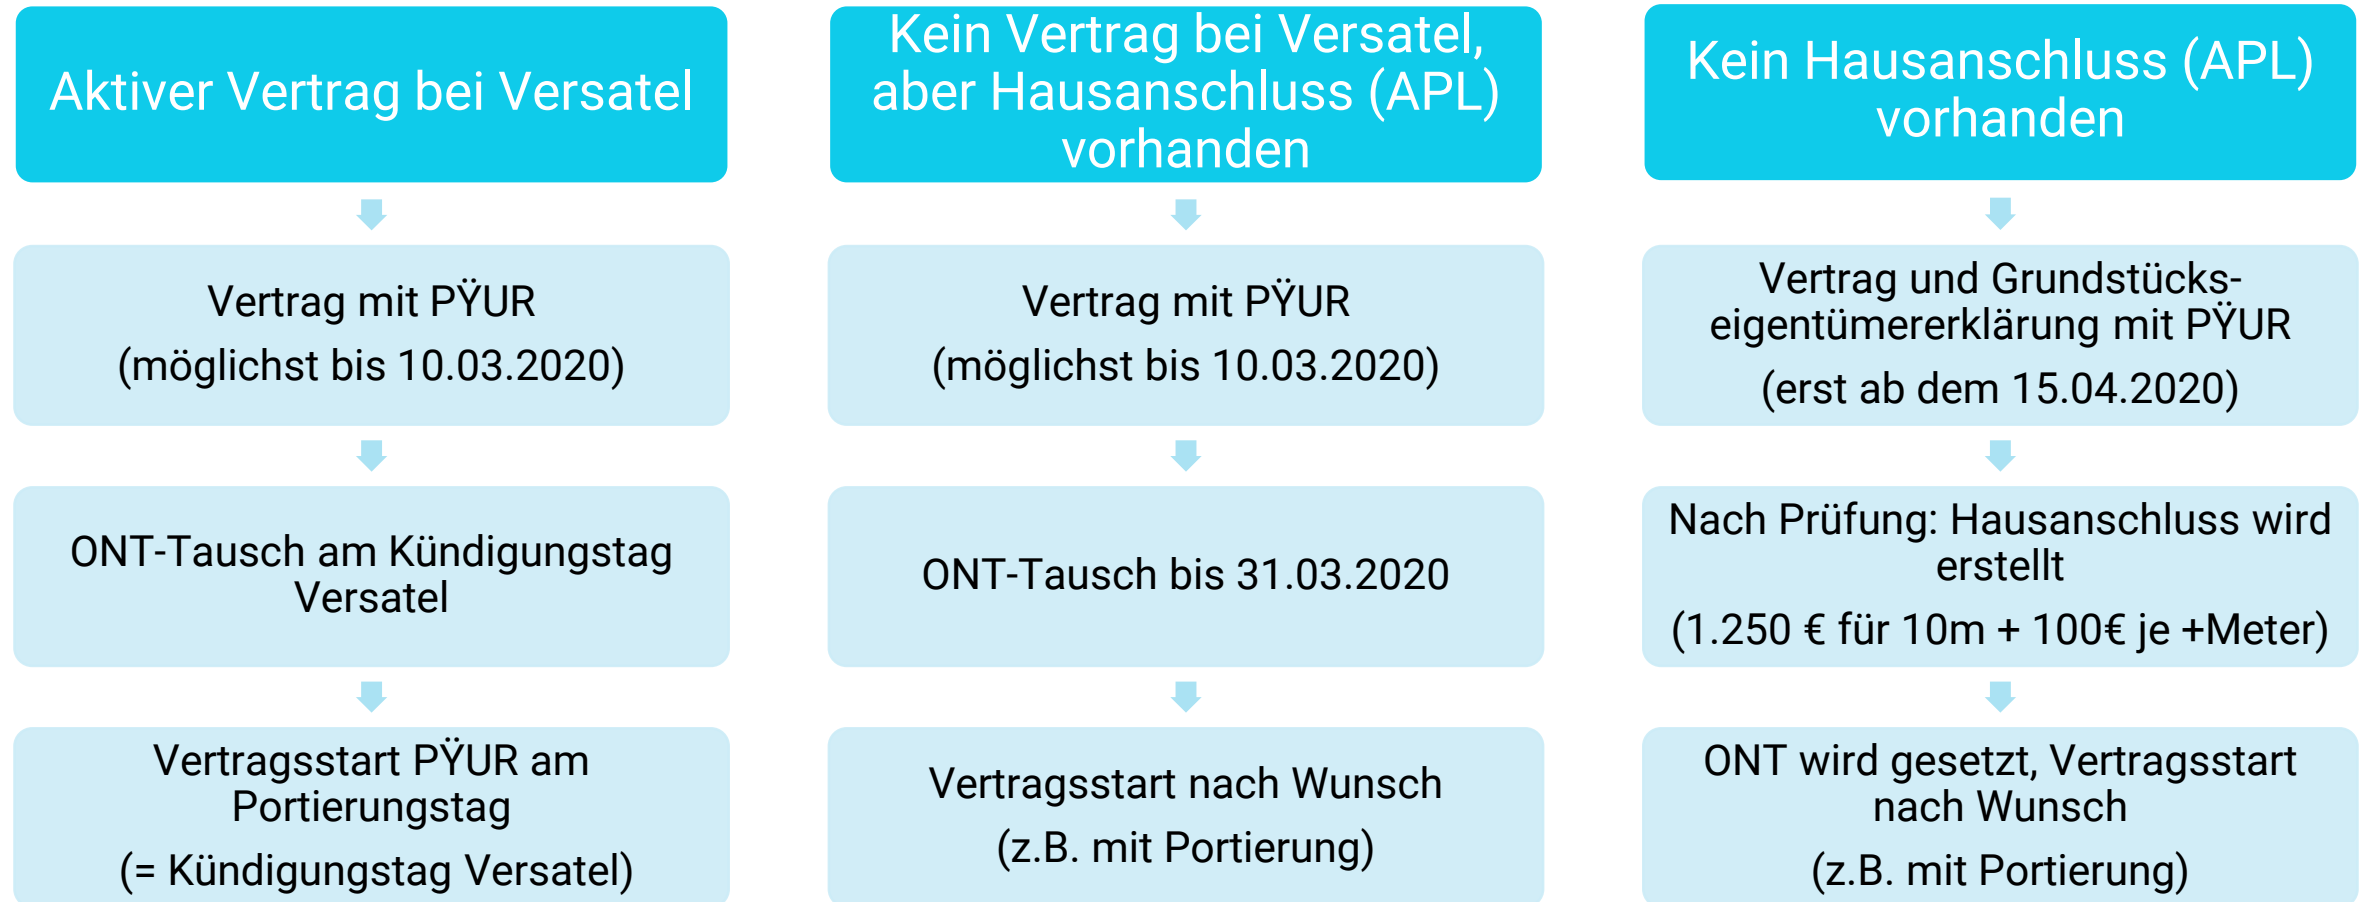 Aktiver Vertrag bei Versatel
Vertrag mit PŸUR
(möglichst bis 10.03.2020)
ONT-Tausch am Kündigungstag
Versatel
Vertragsstart PŸUR am
Portierungstag
(= Kündigungstag Versatel)
Kein Vertrag bei Versatel,
aber Hausanschluss (APL)
vorhanden
Vertrag mit PŸUR
(möglichst bis 10.03.2020)
ONT-Tausch bis 31.03.2020
Vertragsstart nach Wunsch
(z.B. mit Portierung)
Kein Hausanschluss (APL)
vorhanden
Vertrag und Grundstücks-
eigentümererklärung mit PŸUR
(erst ab dem 15.04.2020)
Nach Prüfung: Hausanschluss wird
erstellt
(1.250 € für 10m + 100€ je +Meter)
ONT wird gesetzt, Vertragsstart
nach Wunsch
(z.B. mit Portierung)